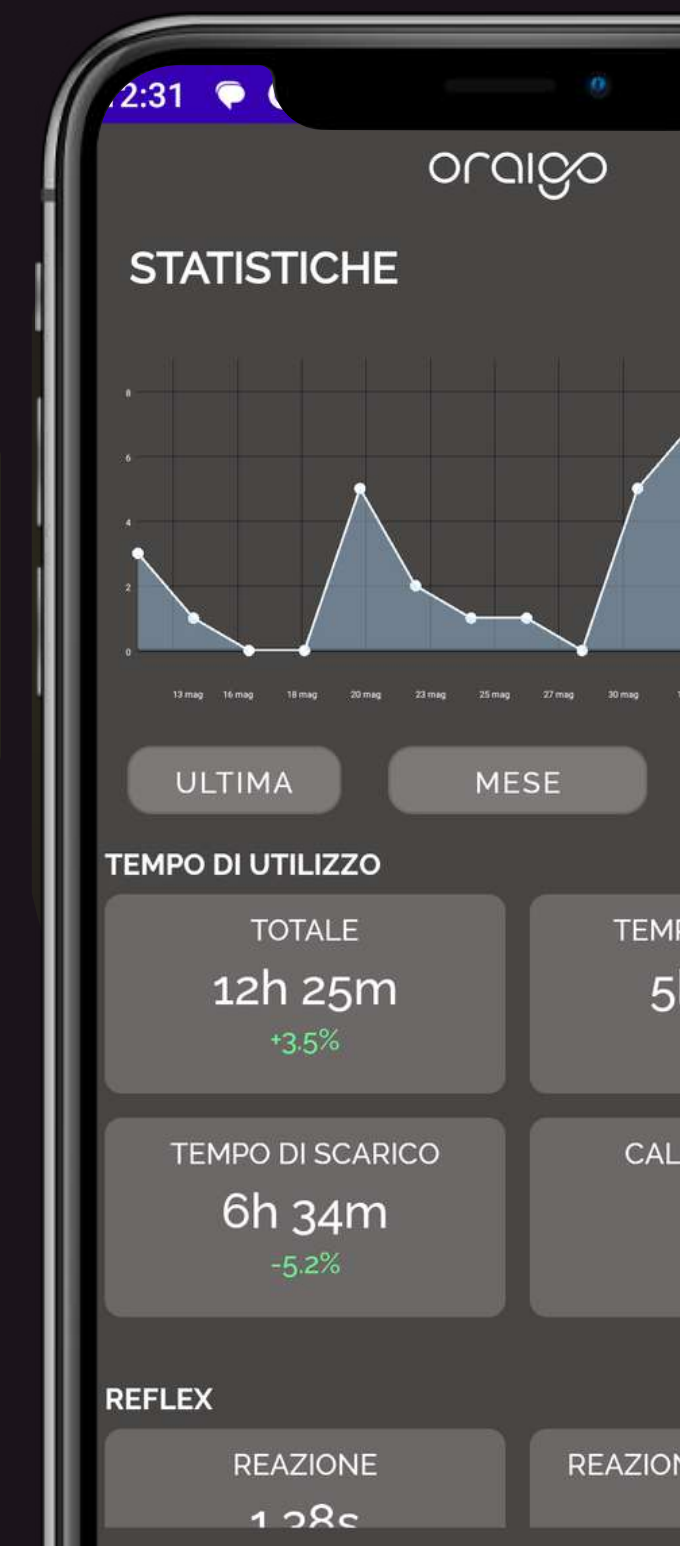 2:31
oraigo
STATISTICHE
8
6
4
2
0
13 mag 16 mag 18 mag 20 mag 23 mag 25 mag 27 mag 30 mag
ULTIMA MESE
TEMPO DI UTILIZZO
TOTALE
12h 25m
+3.5%
TEMPO DI SCARICO
6h 34m
-5.2%
REFLEX
REAZIONE
1.38s